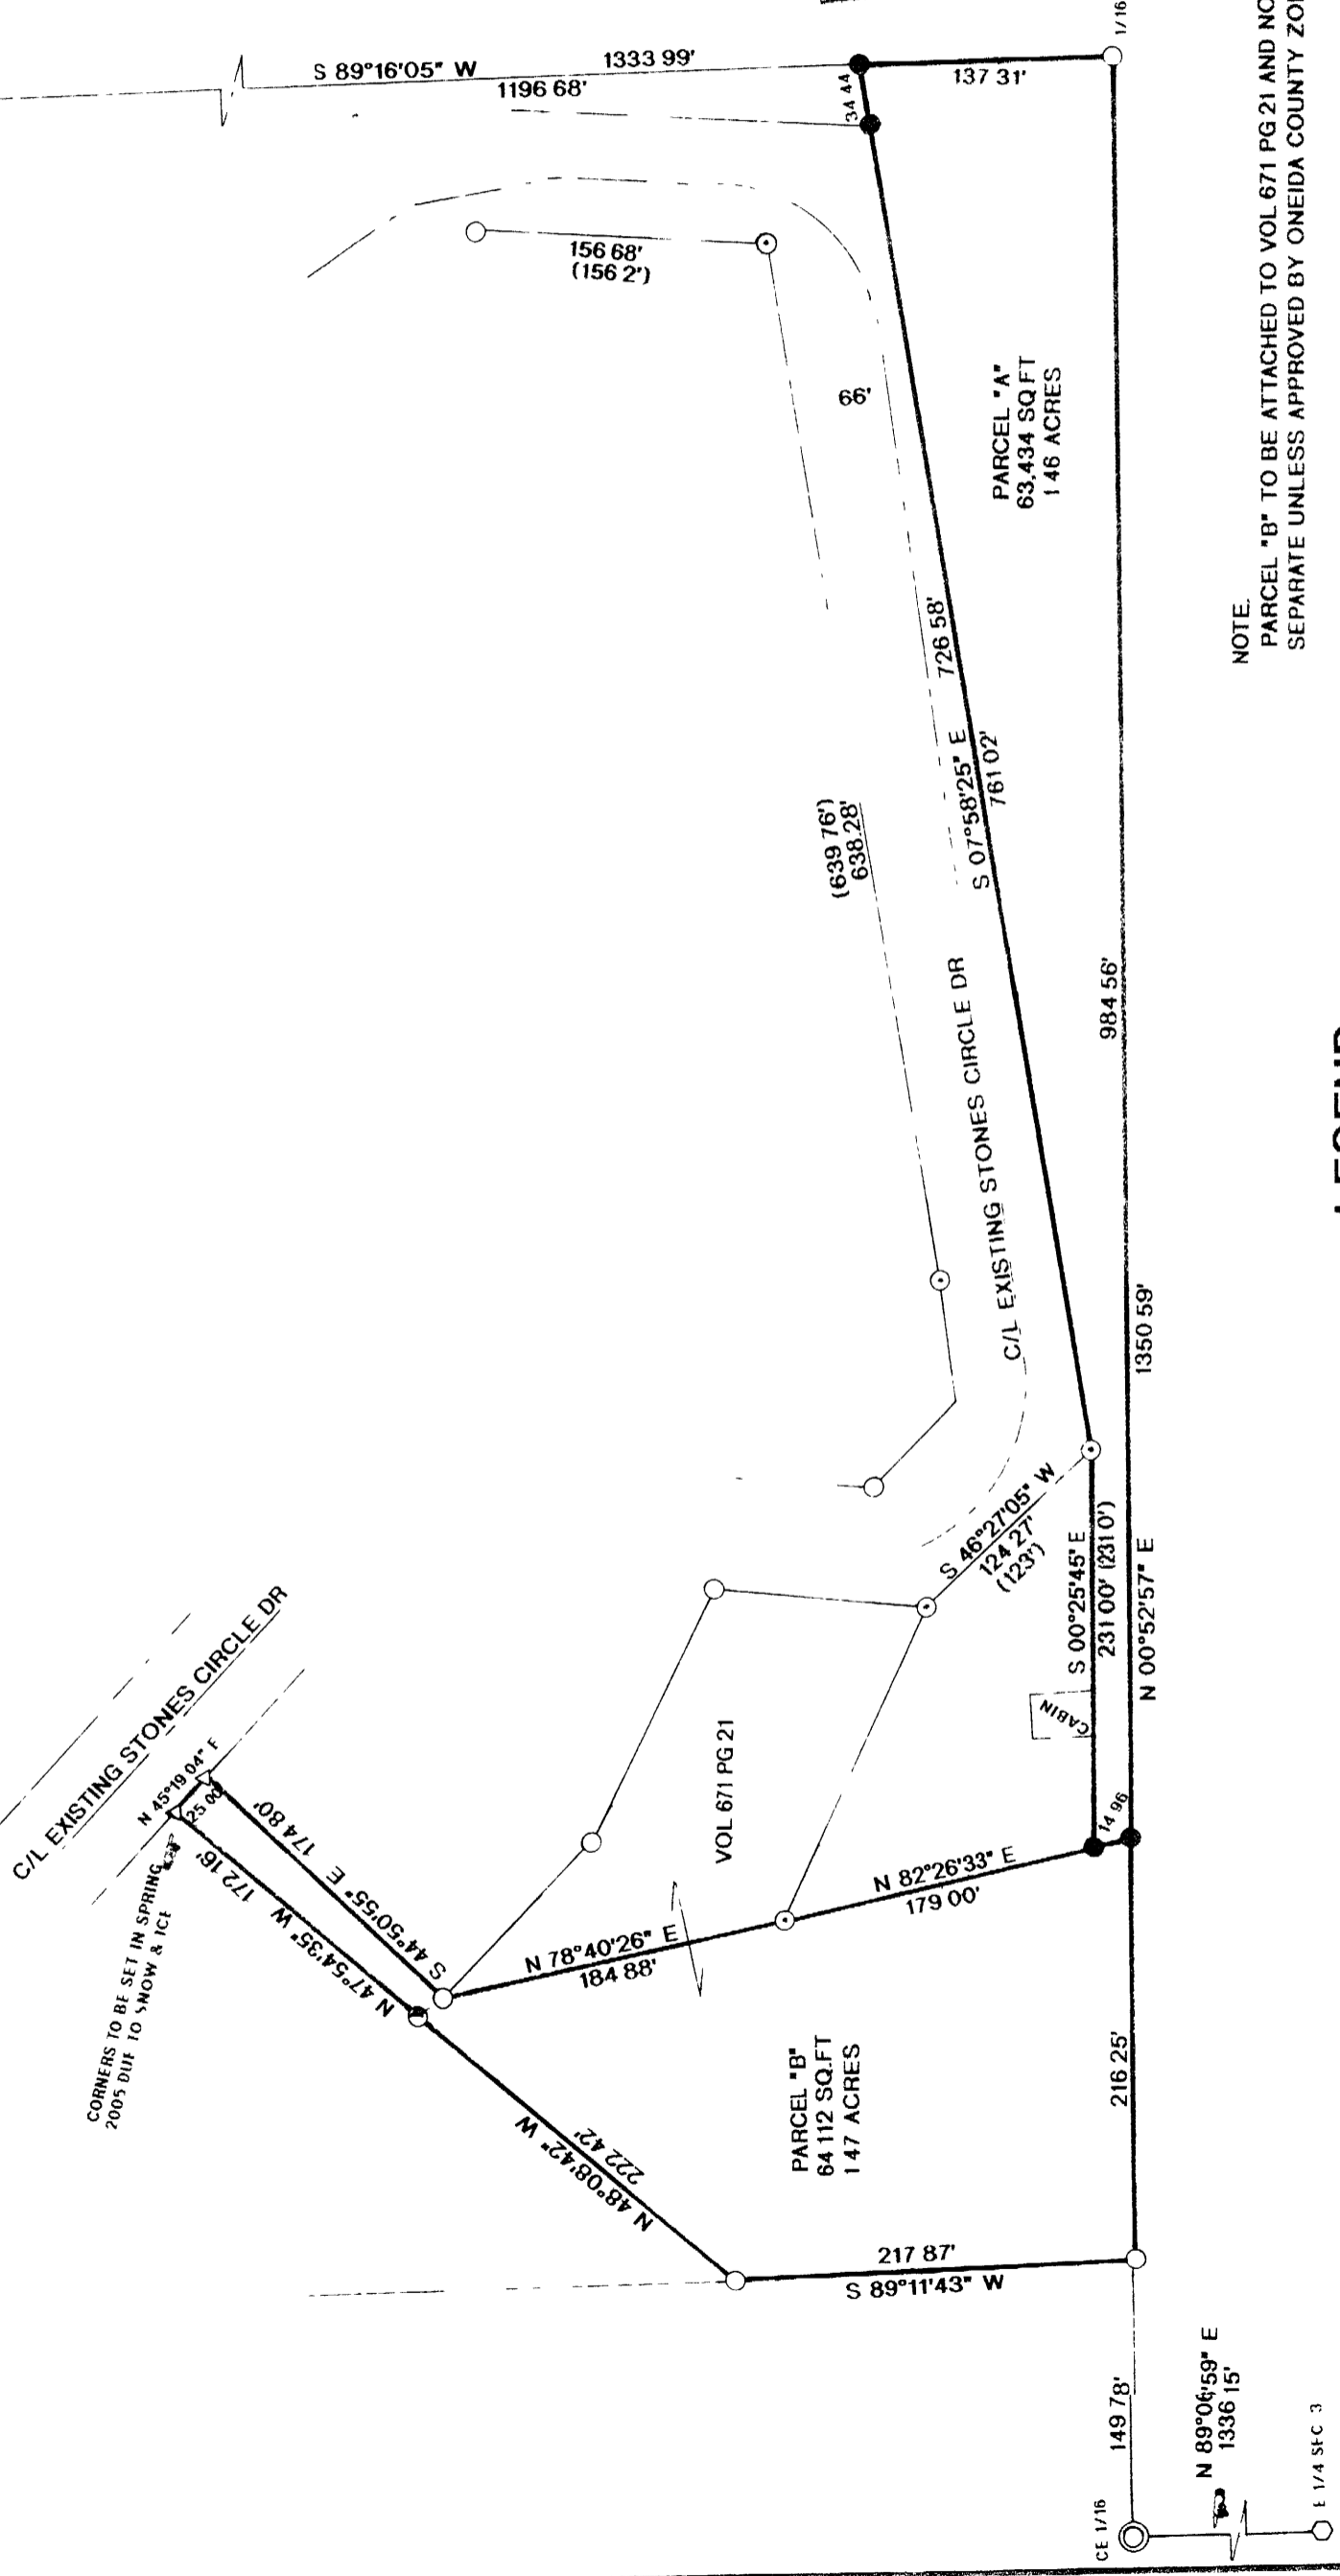 S 89°16'05" W
1333 99'
1196 68'
34 44
137 31'
1/16
156 68'
(156 2')
66'
PARCEL "A"
63,434 SQ FT
1 46 ACRES
726 58'
S 07°58'25" E
761 02'
(639 76')
638.28'
984 56'
C/L EXISTING STONES CIRCLE DR
1350 59'
N 00°52'57" E
S 46°27'05" W
124 27'
(123')
S 00°25'45" E
231 00' (231 0')
CABIN
14 96
C/L EXISTING STONES CIRCLE DR
N 45°19 04" E
25 00
S 44°50'55" E
174 80'
N 47°54'35" W
172 16'
CORNERS TO BE SET IN SPRING
2005 DUE TO SNOW & ICE
VOL 671 PG 21
N 82°26'33" E
179 00'
N 78°40'26" E
184 88'
PARCEL "B"
64 112 SQ.FT
1 47 ACRES
N 48°08'42" W
222 42'
216 25'
217 87'
S 89°11'43" W
149 78'
N 89°06'59" E
1336 15'
CE 1/16
E 1/4 SEC 3
NOTE.
PARCEL "B" TO BE ATTACHED TO VOL 671 PG 21 AND
SEPARATE UNLESS APPROVED BY ONEIDA COUNTY